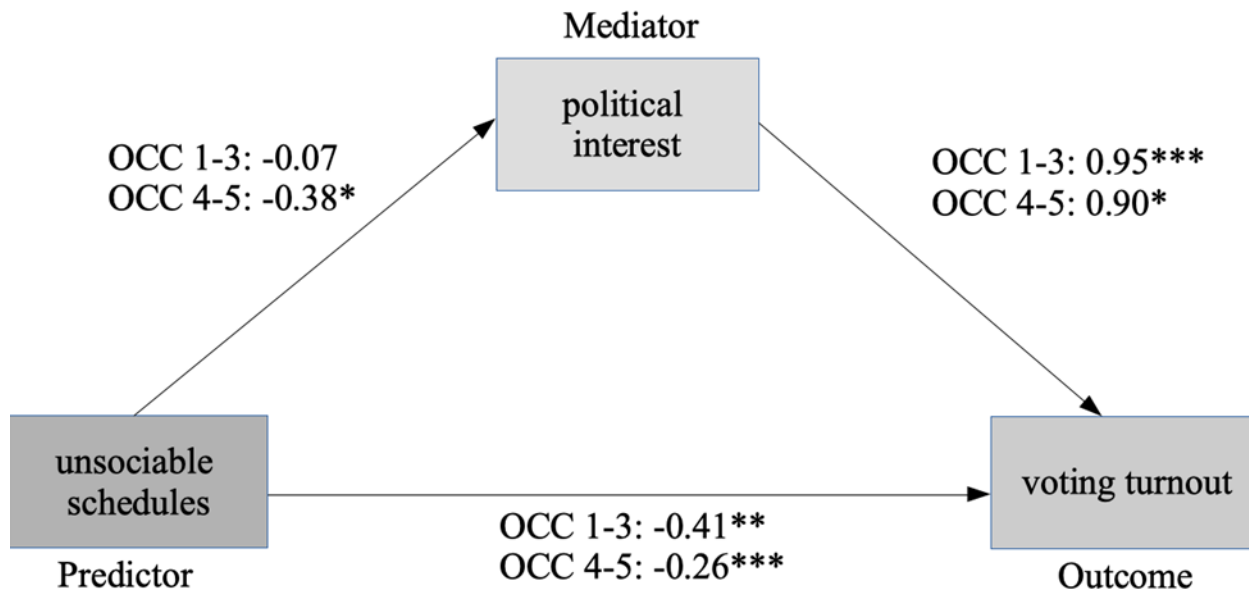 Mediator
political
interest
OCC 1-3: -0.07
OCC 4-5: -0.38*
OCC 1-3: 0.95***
OCC 4-5: 0.90*
unsociable
schedules
Predictor
OCC 1-3: -0.41**
OCC 4-5: -0.26***
voting turnout
Outcome